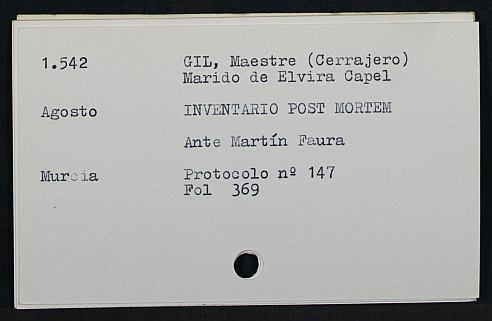 1.542 GIL, Maestre (Cerrajero)
Marido de Elvira Capel
Agosto INVENTARIO POST MORTEM
Ante Martín Faura
Murcia Protocolo nº 147
Fol 369